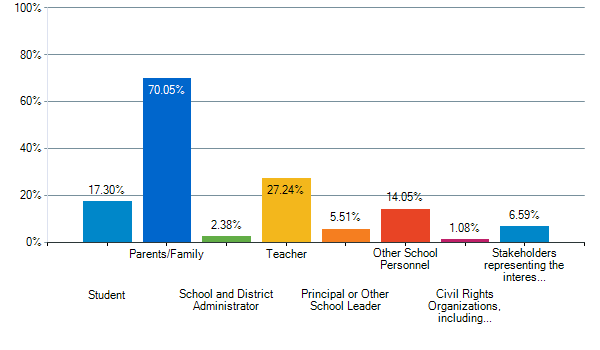 100%
80%
60%
40%
20%
0%
17.30%
70.05%
2.38%
27.24%
5.51%
14.05%
1.08%
6.59%
Student
Parents/Family
School and District
Administrator
Teacher
Principal or Other
School Leader
Other School
Personnel
Civil Rights
Organizations,
including...
Stakeholders
representing the
interes...